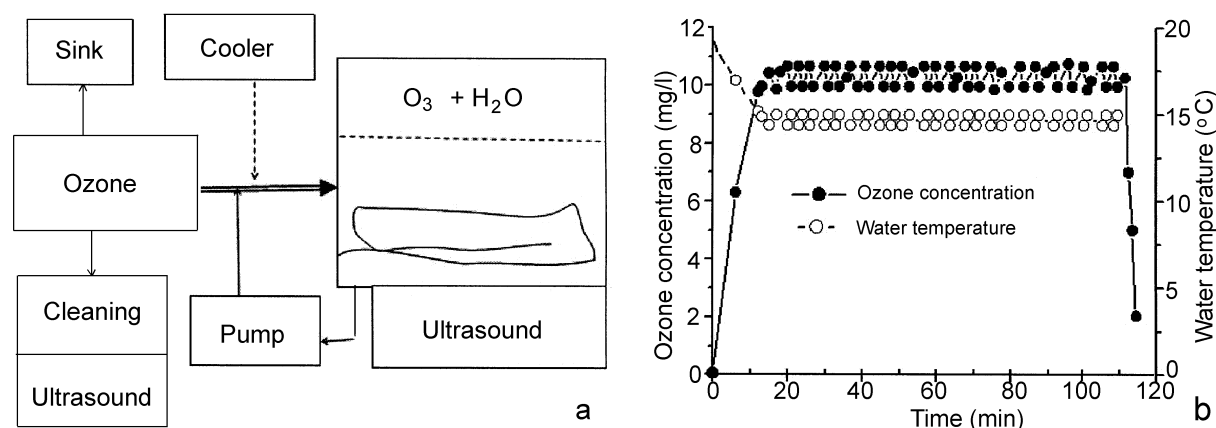 Sink
Cooler
O3 + H2O
Ozone
Cleaning
Ultrasound
Pump
Ultrasound
a
Ozone concentration (mg/l)
12
10
8
6
4
2
0
Ozone concentration
Water temperature
20
15
10
5
0
Water temperature (°C)
0
20
40
60
80
100
120
Time (min)
b